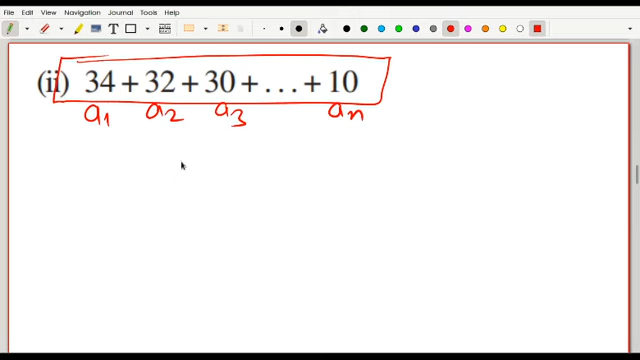 File Edit View Navigation Journal Tools Help
(ii) 34 + 32 + 30 + . . . + 10
a1 a2 a3 an